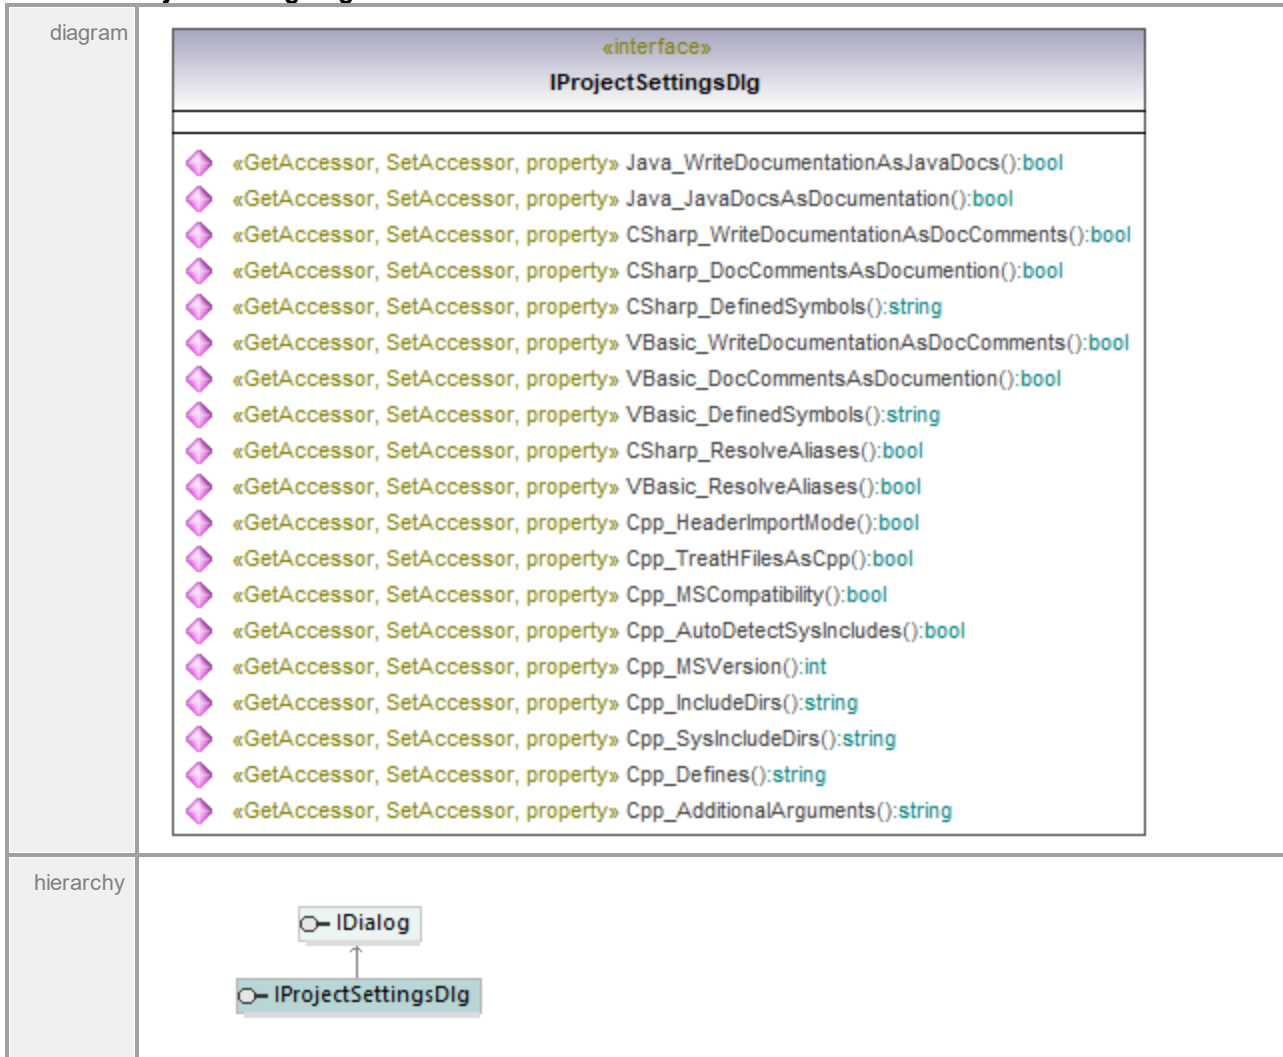 diagram
«interface»
IProjectSettingsDlg
«GetAccessor, SetAccessor, property» Java_WriteDocumentationAsJavaDocs():bool
«GetAccessor, SetAccessor, property» Java_JavaDocsAsDocumentation():bool
«GetAccessor, SetAccessor, property» CSharp_WriteDocumentationAsDocComments():bool
«GetAccessor, SetAccessor, property» CSharp_DocCommentsAsDocumention():bool
«GetAccessor, SetAccessor, property» CSharp_DefinedSymbols():string
«GetAccessor, SetAccessor, property» VBasic_WriteDocumentationAsDocComments():bool
«GetAccessor, SetAccessor, property» VBasic_DocCommentsAsDocumention():bool
«GetAccessor, SetAccessor, property» VBasic_DefinedSymbols():string
«GetAccessor, SetAccessor, property» CSharp_ResolveAliases():bool
«GetAccessor, SetAccessor, property» VBasic_ResolveAliases():bool
«GetAccessor, SetAccessor, property» Cpp_HeaderImportMode():bool
«GetAccessor, SetAccessor, property» Cpp_TreatHFilesAsCpp():bool
«GetAccessor, SetAccessor, property» Cpp_MSCompatibility():bool
«GetAccessor, SetAccessor, property» Cpp_AutoDetectSysIncludes():bool
«GetAccessor, SetAccessor, property» Cpp_MSVersion():int
«GetAccessor, SetAccessor, property» Cpp_IncludeDirs():string
«GetAccessor, SetAccessor, property» Cpp_SysIncludeDirs():string
«GetAccessor, SetAccessor, property» Cpp_Defines():string
«GetAccessor, SetAccessor, property» Cpp_AdditionalArguments():string
hierarchy
IDialog
IProjectSettingsDlg